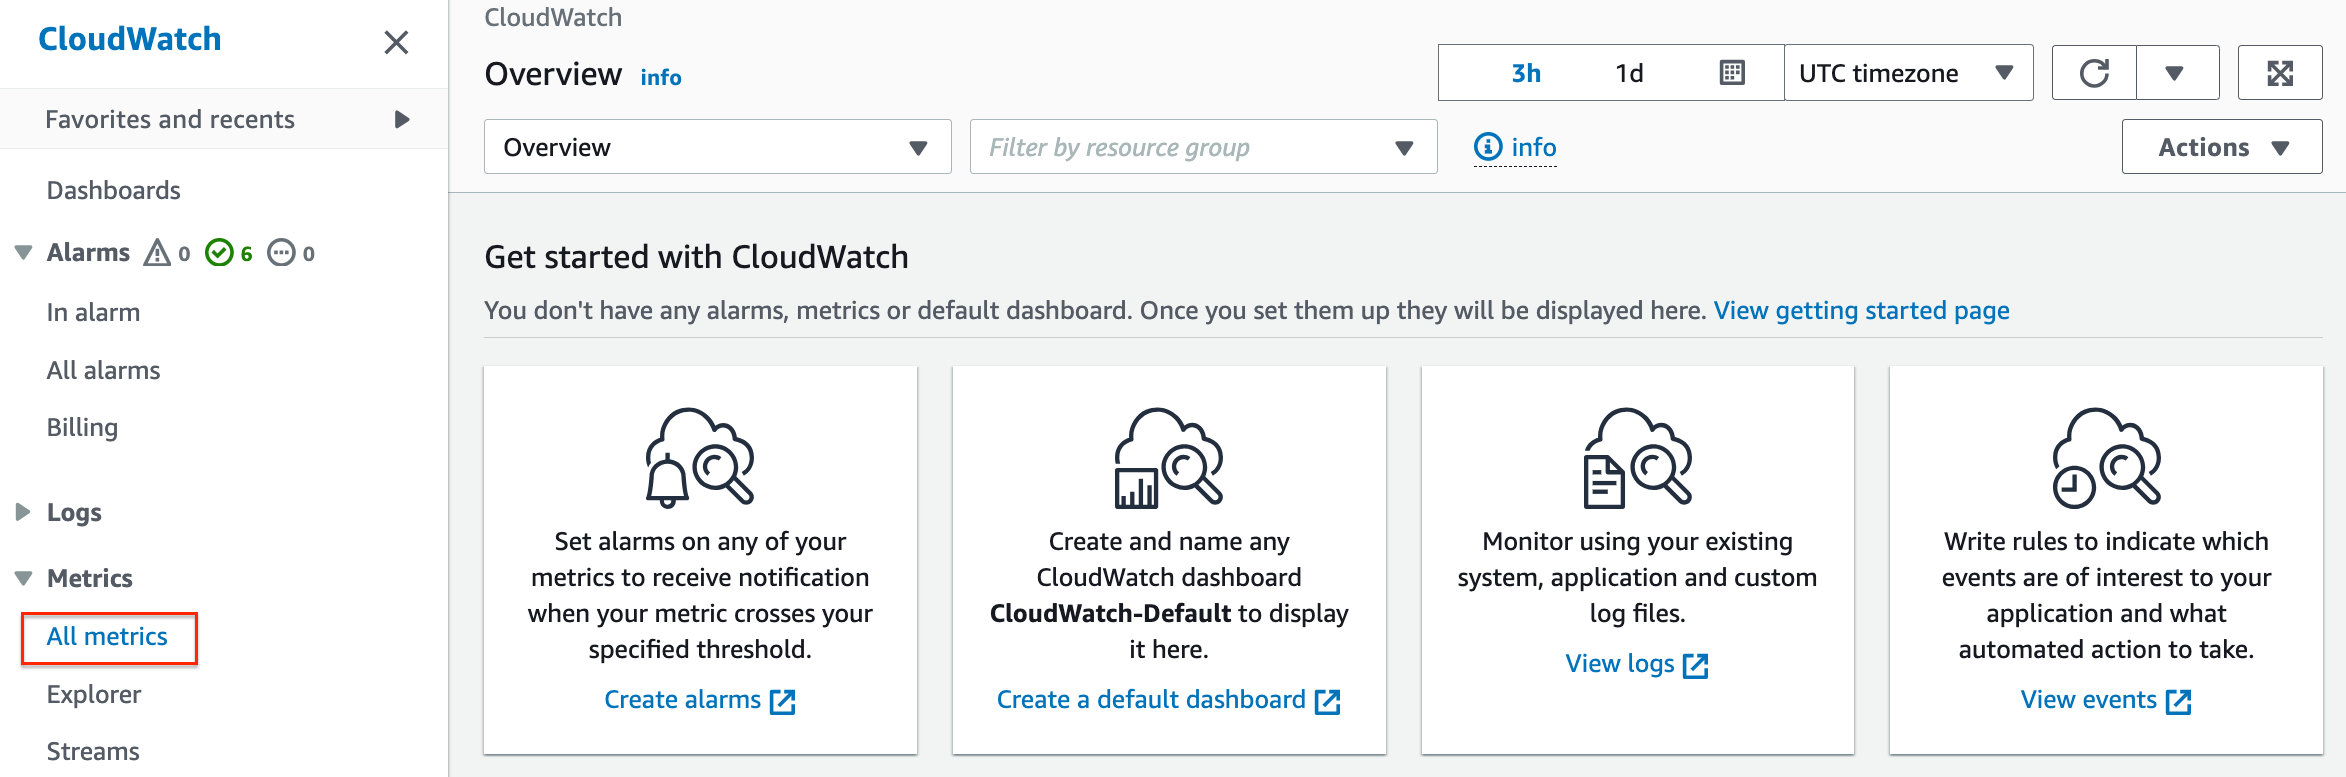 CloudWatch
Favorites and recents
Dashboards
Alarms 0 6 0
In alarm
All alarms
Billing
Logs
Metrics
All metrics
Explorer
Streams
CloudWatch
Overview info
3h 1d UTC timezone
Overview Filter by resource group info Actions
Get started with CloudWatch
You don't have any alarms, metrics or default dashboard. Once you set them up they will be displayed here. View getting started page
Set alarms on any of your
metrics to receive notification
when your metric crosses your
specified threshold.
Create alarms
Create and name any
CloudWatch dashboard
CloudWatch-Default to display
it here.
Create a default dashboard
Monitor using your existing
system, application and custom
log files.
View logs
Write rules to indicate which
events are of interest to your
application and what
automated action to take.
View events